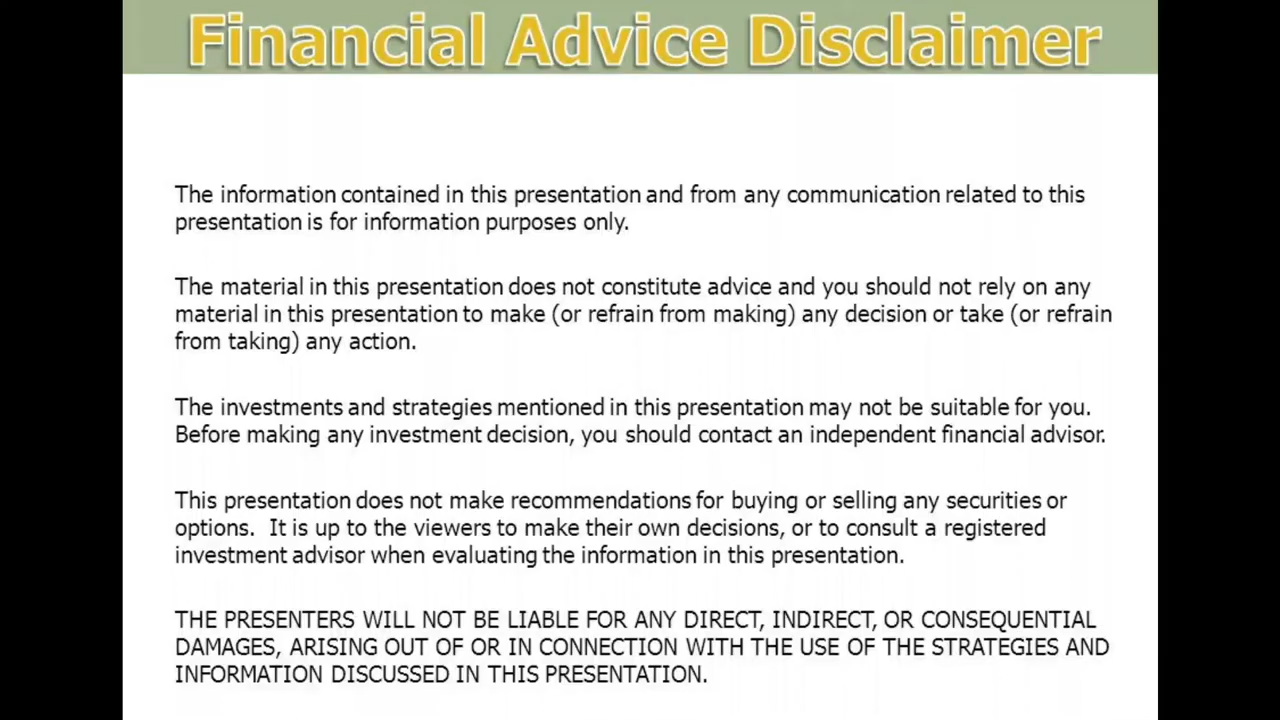 Financial Advice Disclaimer
The information contained in this presentation and from any communication related to this
presentation is for information purposes only.
The material in this presentation does not constitute advice and you should not rely on any
material in this presentation to make (or refrain from making) any decision or take (or refrain
from taking) any action.
The investments and strategies mentioned in this presentation may not be suitable for you.
Before making any investment decision, you should contact an independent financial advisor.
This presentation does not make recommendations for buying or selling any securities or
options.  It is up to the viewers to make their own decisions, or to consult a registered
investment advisor when evaluating the information in this presentation.
THE PRESENTERS WILL NOT BE LIABLE FOR ANY DIRECT, INDIRECT, OR CONSEQUENTIAL
DAMAGES, ARISING OUT OF OR IN CONNECTION WITH THE USE OF THE STRATEGIES AND
INFORMATION DISCUSSED IN THIS PRESENTATION.